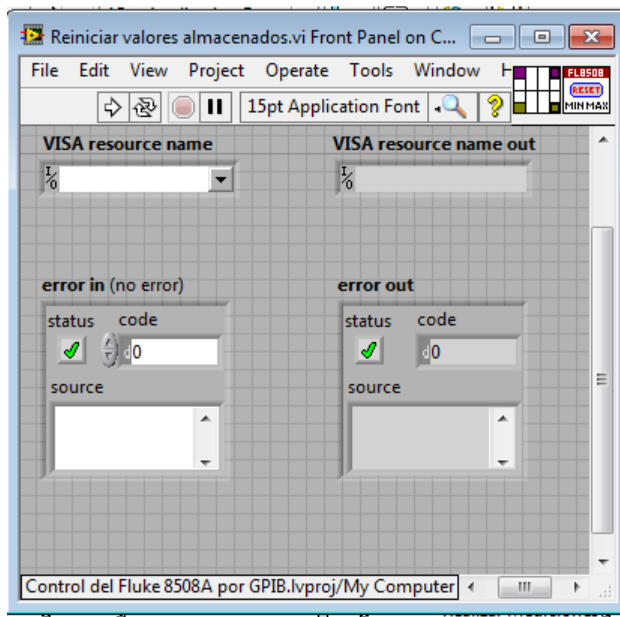 Reiniciar valores almacenados.vi Front Panel on C...
File Edit View Project Operate Tools Window H
FL8508
RESET
MIN MAX
15pt Application Font
VISA resource name
VISA resource name out
I/O
I/O
error in (no error)
error out
status code
status code
d0
d0
source
source
Control del Fluke 8508A por GPIB.lvproj/My Computer